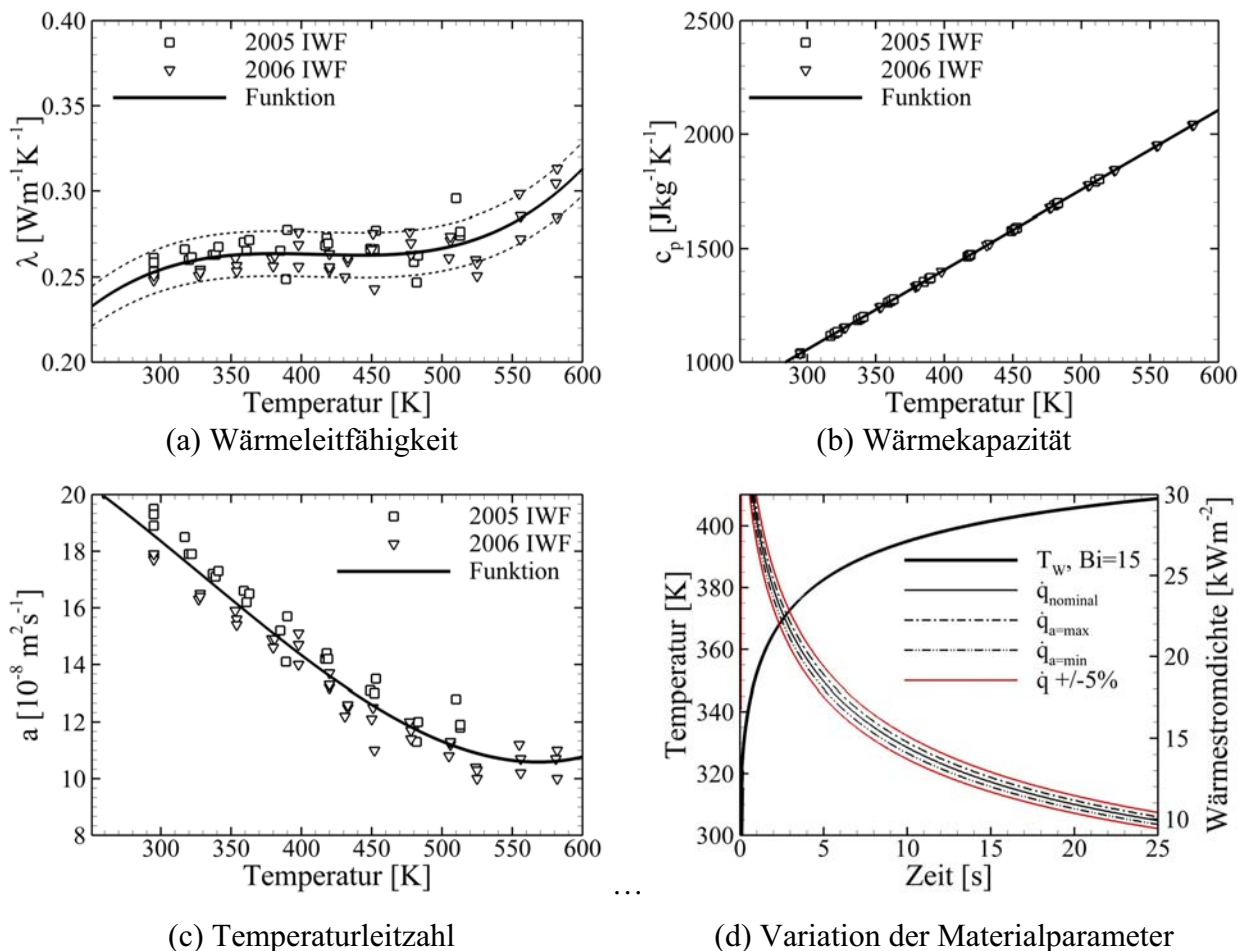 0.40
0.35
0.30
0.25
0.20
λ [Wm⁻¹K⁻¹]
2005 IWF
2006 IWF
Funktion
300 350 400 450 500 550 600
Temperatur [K]
(a) Wärmeleitfähigkeit
2500
2000
1500
1000
cₚ [Jkg⁻¹K⁻¹]
2005 IWF
2006 IWF
Funktion
300 350 400 450 500 550 600
Temperatur [K]
(b) Wärmekapazität
20
18
16
14
12
10
8
a [10⁻⁸ m²s⁻¹]
2005 IWF
2006 IWF
Funktion
300 350 400 450 500 550 600
Temperatur [K]
...
(c) Temperaturleitzahl
400
380
360
340
320
300
Temperatur [K]
T_W, Bi=15
q̇_nominal
q̇_a=max
q̇_a=min
q̇ +/-5%
30
25
20
15
10
Wärmestromdichte [kWm⁻²]
0 5 10 15 20 25
Zeit [s]
(d) Variation der Materialparameter